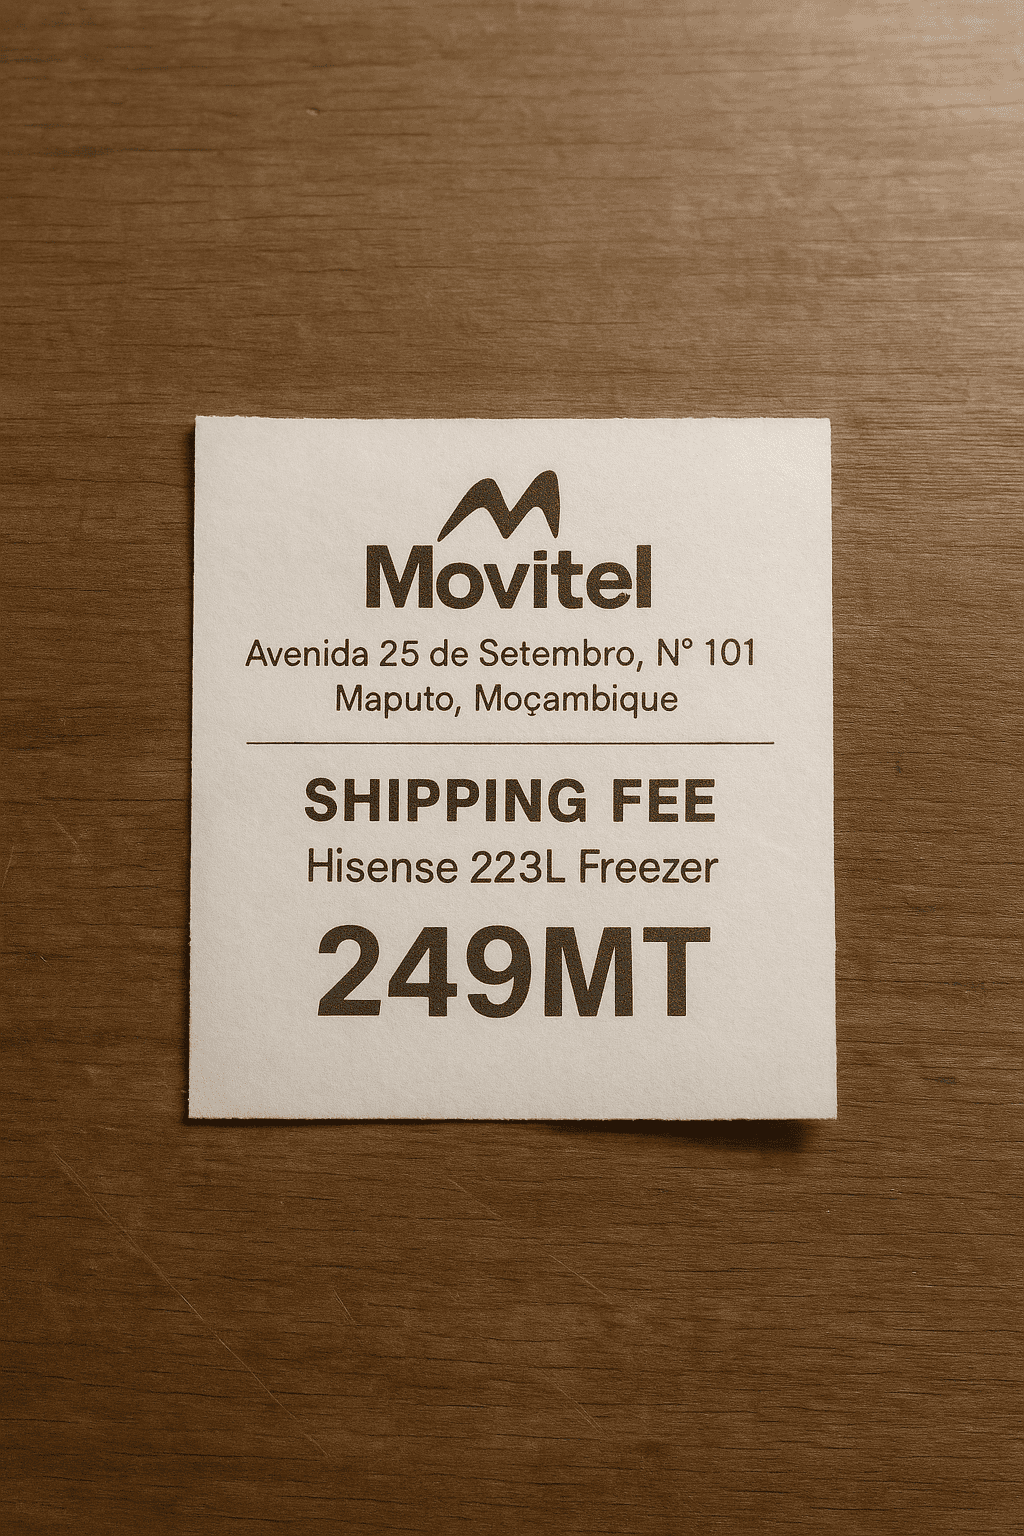 Movitel
Avenida 25 de Setembro, N° 101
Maputo, Moçambique
SHIPPING FEE
Hisense 223L Freezer
249MT